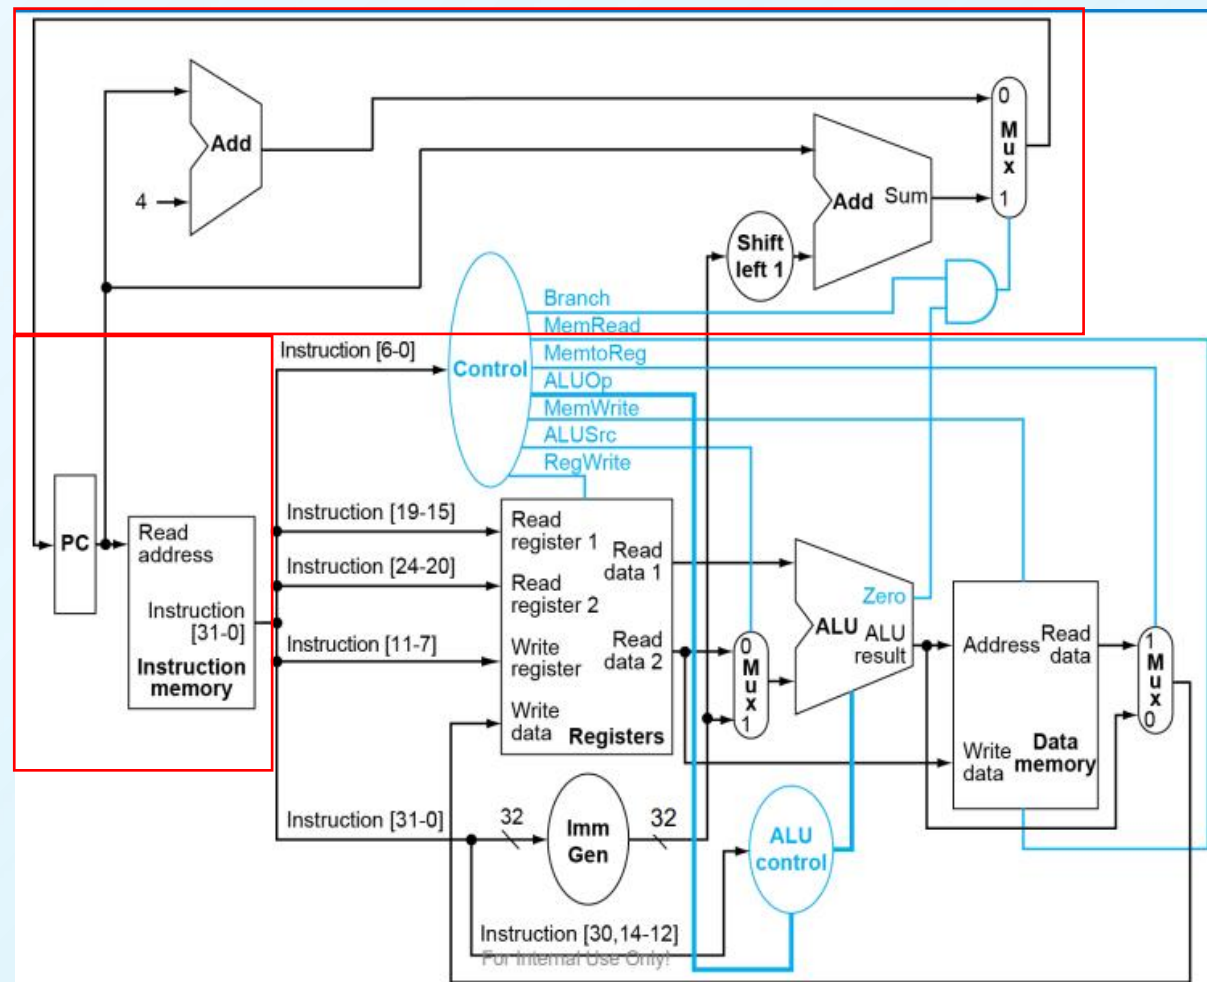 0
M
u
x
1
Add
4
Add Sum
Shift
left 1
Branch
MemRead
MemtoReg
ALUOp
MemWrite
ALUSrc
RegWrite
Instruction [6-0]
Control
PC
Read
address
Instruction
[31-0]
Instruction
memory
Instruction [19-15]
Instruction [24-20]
Instruction [11-7]
Read
register 1
Read
data 1
Read
register 2
Write
register
Read
data 2
Write
data
Registers
0
M
u
x
1
Zero
ALU
ALU
result
Address
Read
data
Write
data
Data
memory
1
M
u
x
0
Instruction [31-0]
32
Imm
Gen
32
ALU
control
Instruction [30,14-12]
For Internal Use Only!